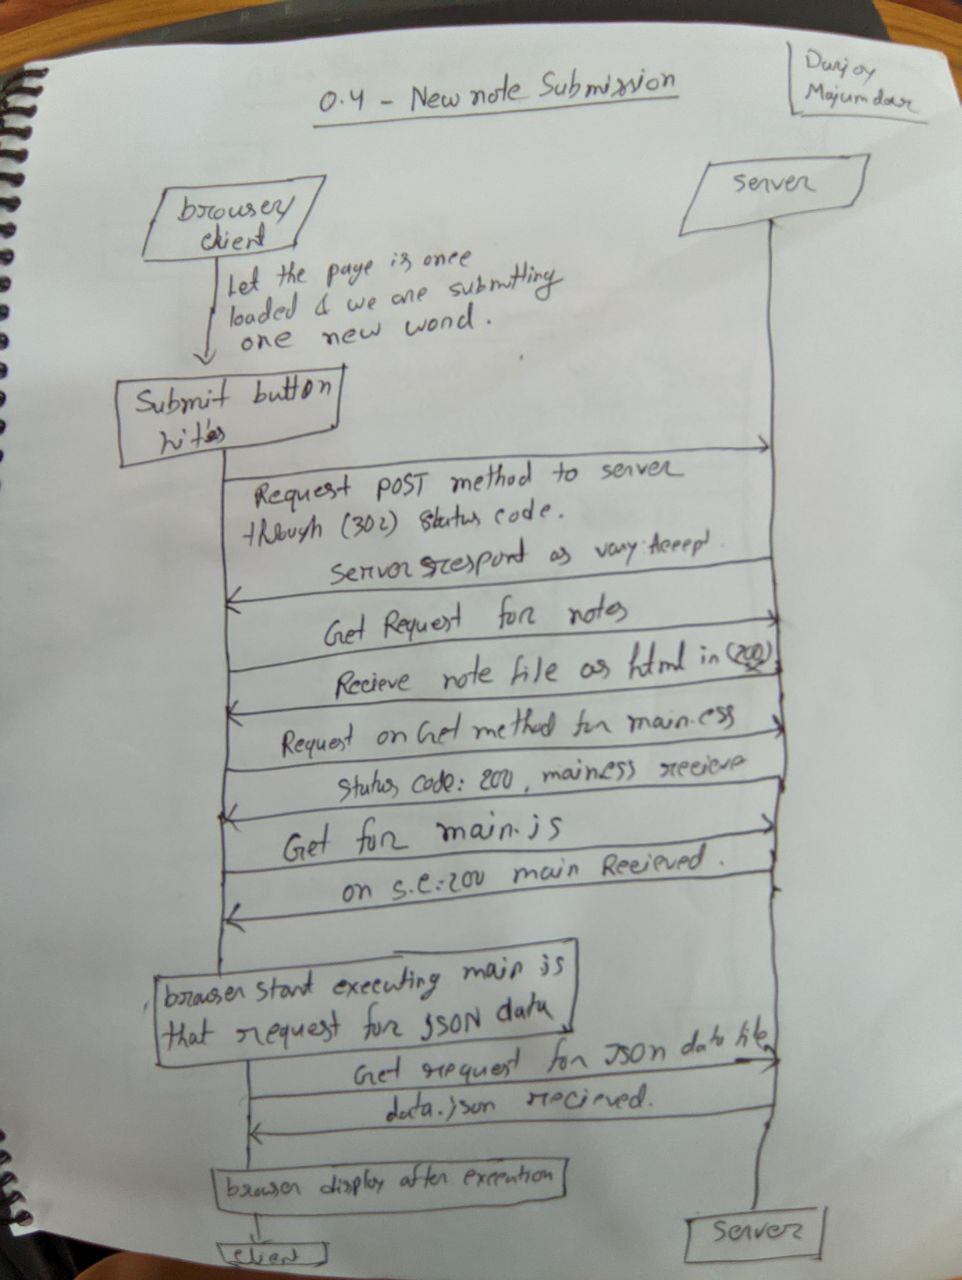 0.4 - New note Submission
Majumdar
browser/
client
server
Let the page is once
loaded & we are submitting
one new word.
Submit button
hites
Request POST method to server
through (302) status code.
Server respont as vary: Accept.
Get Request for notes
Recieve note file as html in (200)
Request on Get method for main.css
Status code: 200, main.css recieve
Get for main.js
on s.c:200 main Recieved.
browser start executing main js
that request for JSON data
Get request for JSON data file
data.json recieved.
browser display after execution
client
server